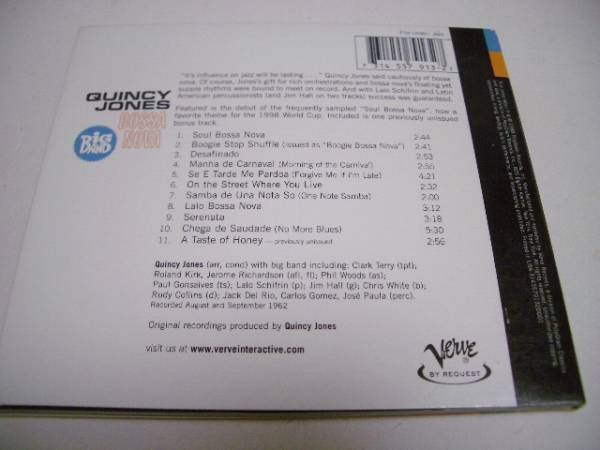 File Under: Jazz
7 314 557 913-2
"It's influence on jazz will be lasting . . ." Quincy Jones said cautiously of bossa
nova. Of course, Jones's gift for rich orchestrations and bossa nova's floating yet
supple rhythms were bound to meet on record. And with Lalo Schifrin and Latin
American percussionists (and Jim Hall on two tracks) success was guaranteed.
QUINCY
JONES
BIG BAND
BOSSA
NOVA
Featured is the debut of the frequently sampled "Soul Bossa Nova", now a
favorite theme for the 1998 World Cup. Included is one previously unissued
bonus track.
1. Soul Bossa Nova 2:44
2. Boogie Stop Shuffle (issued as "Boogie Bossa Nova") 2:41
3. Desafinado 2:53
4. Manha de Carnaval (Morning of the Carnival) 2:55
5. Se E Tarde Me Pardoa (Forgive Me If I'm Late) 4:21
6. On the Street Where You Live 2:32
7. Samba de Una Nota So (One Note Samba) 2:00
8. Lalo Bossa Nova 3:12
9. Serenata 3:18
10. Chega de Saudade (No More Blues) 5:30
11. A Taste of Honey — previously unissued 2:56
Quincy Jones (arr, cond) with big band including: Clark Terry (tpt);
Roland Kirk, Jerome Richardson (afl, fl); Phil Woods (as);
Paul Gonsalves (ts); Lalo Schifrin (p); Jim Hall (g); Chris White (b);
Rudy Collins (d); Jack Del Rio, Carlos Gomez, José Paula (perc).
Recorded August and September 1962
Original recordings produced by Quincy Jones
visit us at www.verveinteractive.com
Verve
BY REQUEST